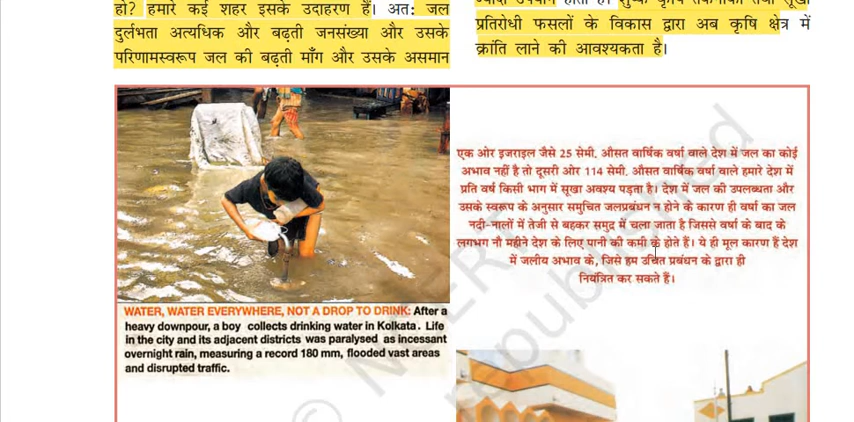 हो? हमारे कई शहर इसके उदाहरण हैं। अत: जल
दुर्लभता अत्यधिक और बढ़ती जनसंख्या और उसके
परिणामस्वरूप जल की बढ़ती माँग और उसके असमान
प्रतिरोधी फसलों के विकास द्वारा अब कृषि क्षेत्र में
क्रांति लाने की आवश्यकता है।
एक ओर इजराइल जैसे 25 सेमी. औसत वार्षिक वर्षा वाले देश में जल का कोई
अभाव नहीं है तो दूसरी ओर 114 सेमी. औसत वार्षिक वर्षा वाले हमारे देश में
प्रति वर्ष किसी भाग में सूखा अवश्य पड़ता है। देश में जल की उपलब्धता और
उसके स्वरूप के अनुसार समुचित जलप्रबंधन न होने के कारण ही वर्षा का जल
नदी-नालों में तेजी से बहकर समुद्र में चला जाता है जिससे वर्षा के बाद के
लगभग नौ महीने देश के लिए पानी की कमी के होते हैं। ये ही मूल कारण हैं देश
में जलीय अभाव के, जिसे हम उचित प्रबंधन के द्वारा ही
नियंत्रित कर सकते हैं।
WATER, WATER EVERYWHERE, NOT A DROP TO DRINK: After a
heavy downpour, a boy collects drinking water in Kolkata. Life
in the city and its adjacent districts was paralysed as incessant
overnight rain, measuring a record 180 mm, flooded vast areas
and disrupted traffic.